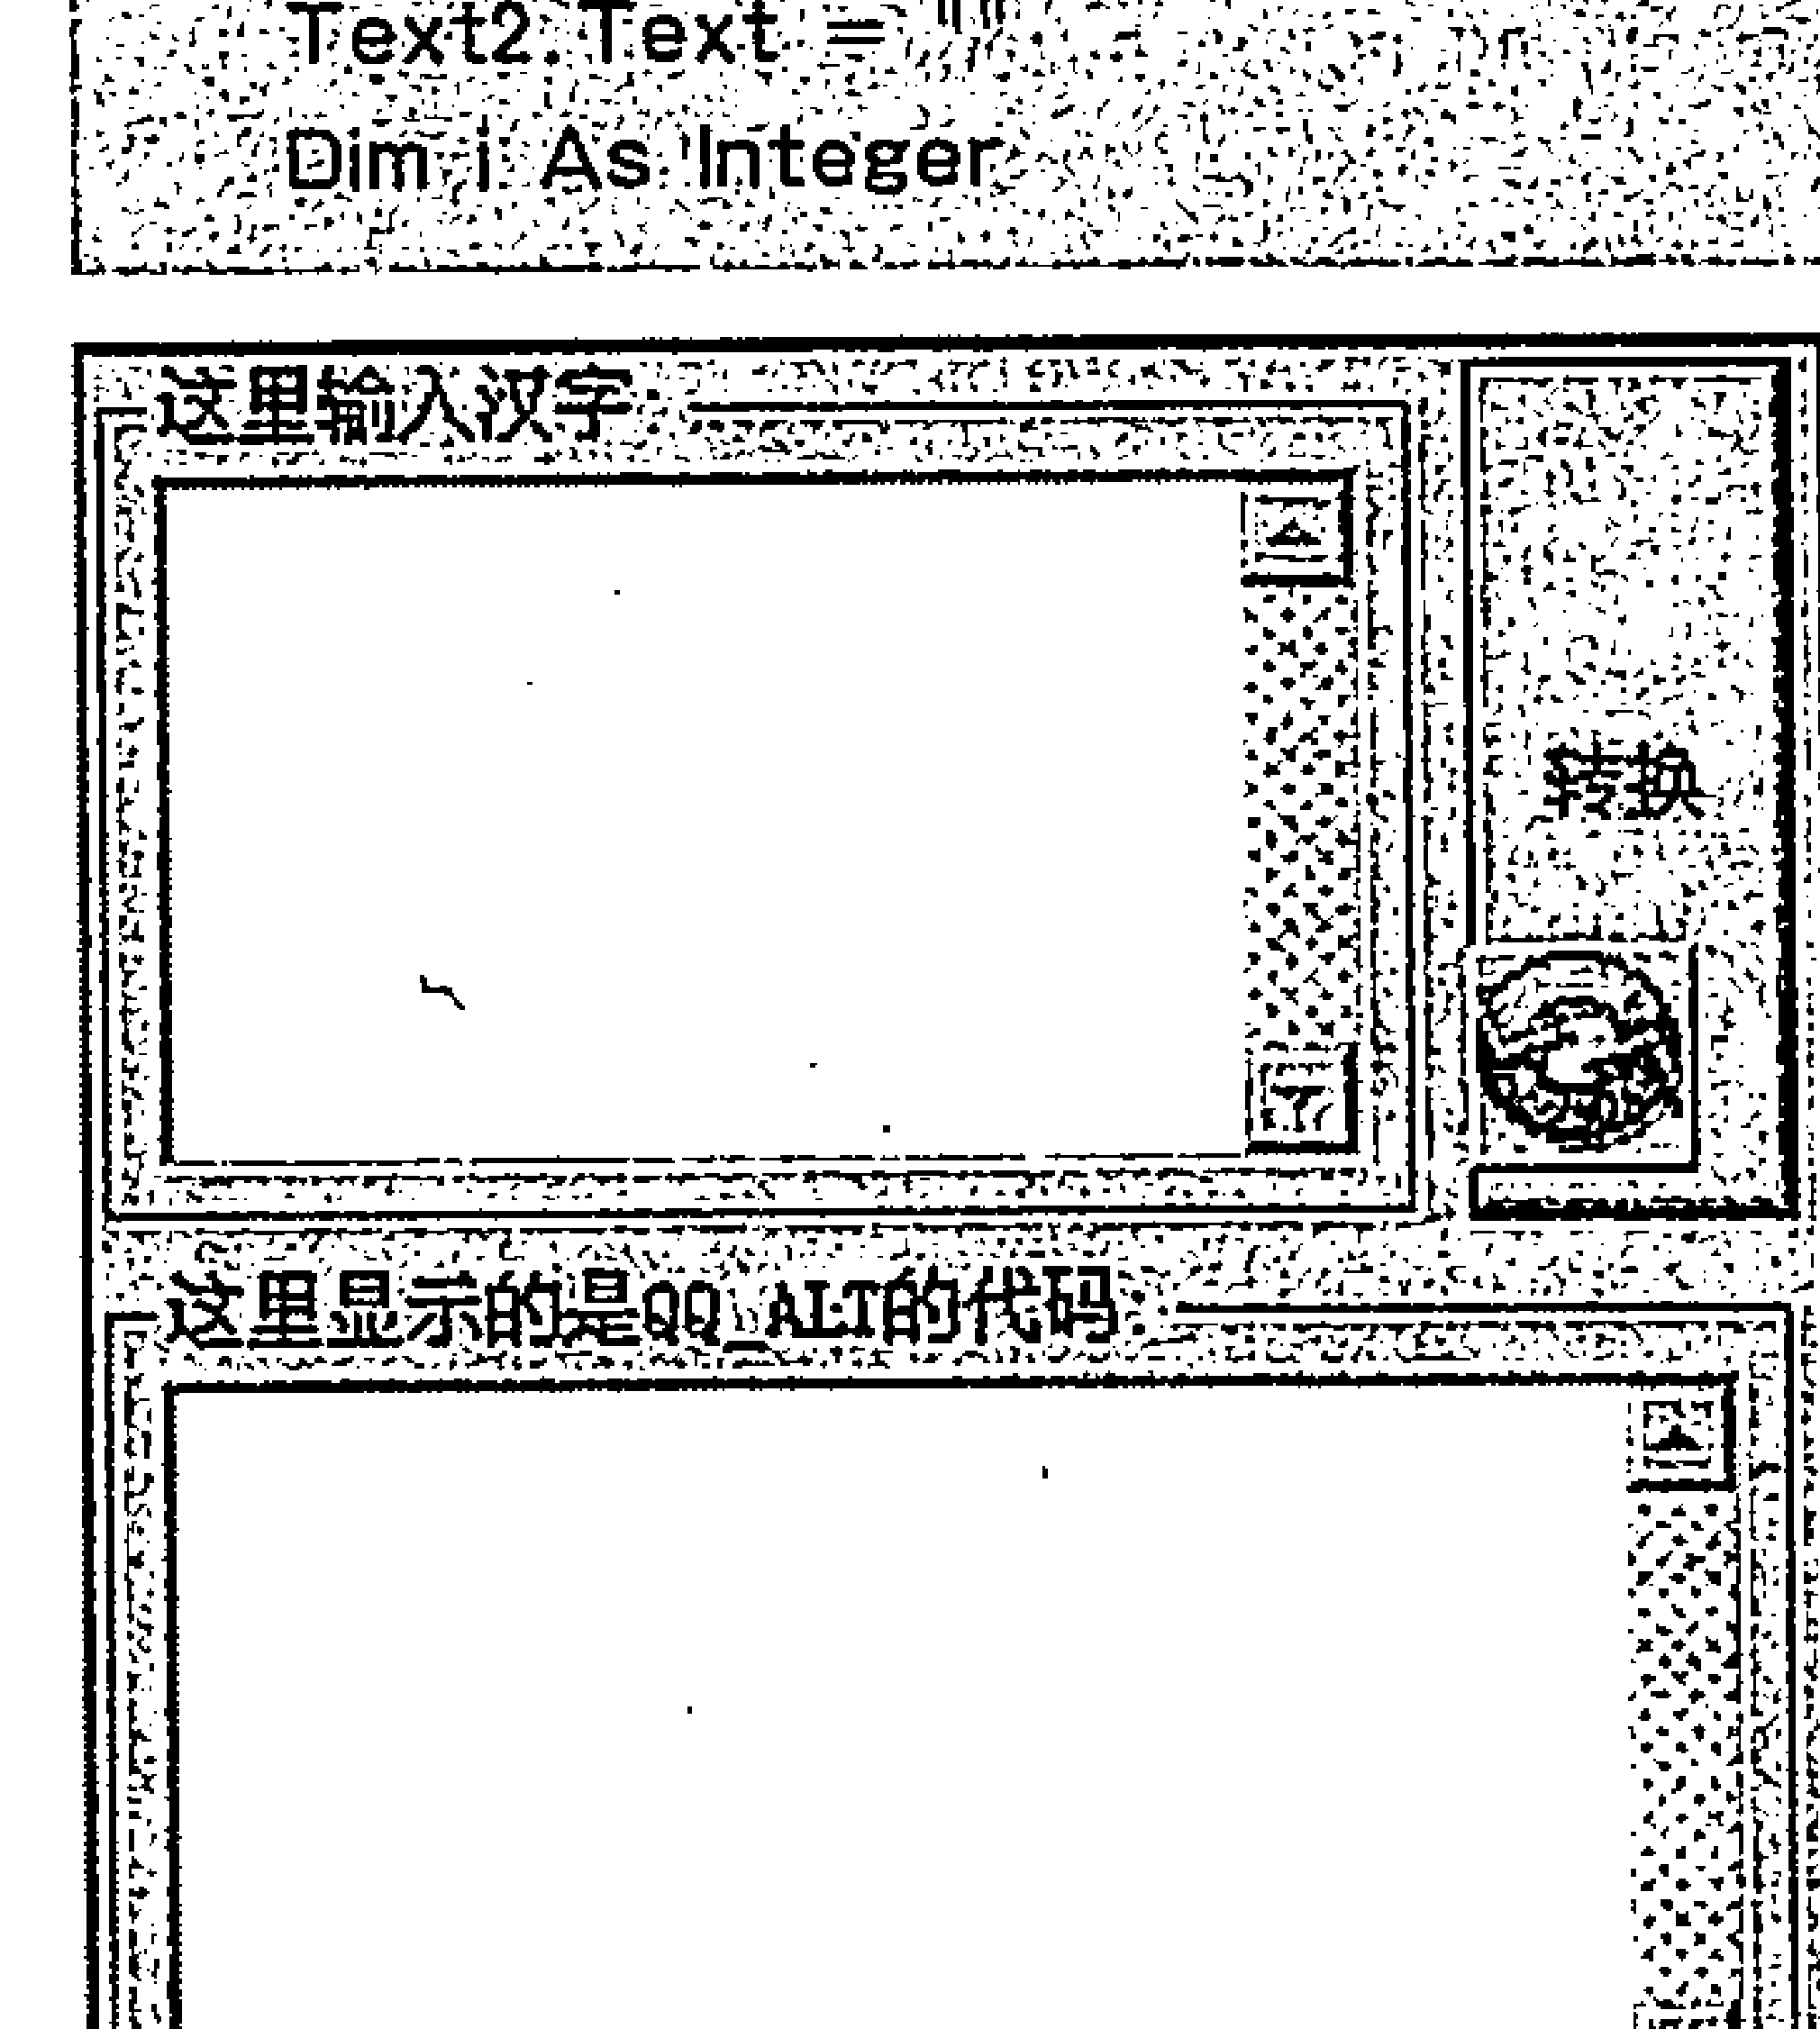 Text2.Text = ""
Dim i As Integer
这里输入汉字
转换
这里显示的是QQ_ALT的代码